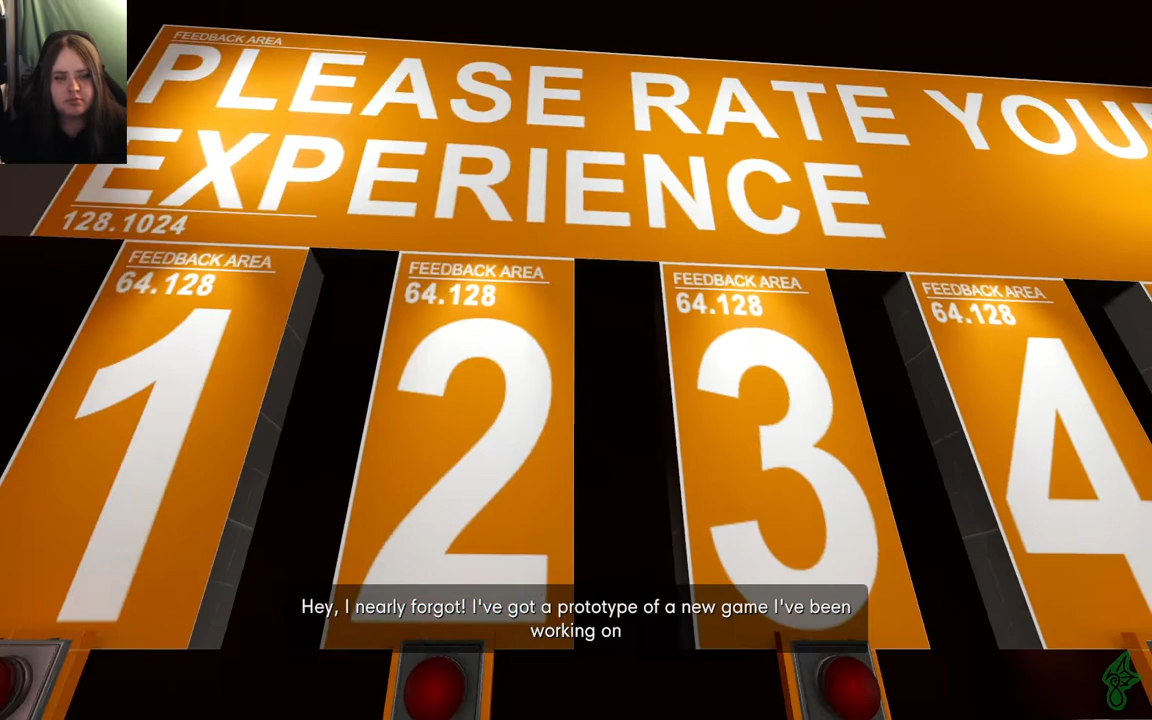 FEEDBACK AREA
PLEASE RATE YOU
EXPERIENCE
128.1024
FEEDBACK AREA
64.128
1
FEEDBACK AREA
64.128
2
FEEDBACK AREA
64.128
3
FEEDBACK AREA
64.128
4
Hey, I nearly forgot! I've got a prototype of a new game I've been
working on